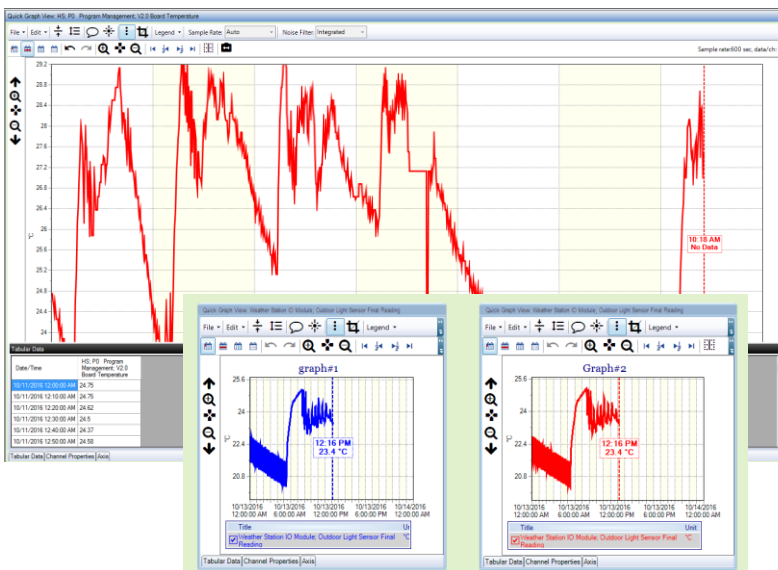 Quick Graph View: HS: P0 Program Management: V2.0 Board Temperature
File Edit Legend Sample Rate: Auto Noise Filter: Integrated
Sample rate:600 sec, data/ch:
29.2
28.4
27.6
26.8
27.2
26.4
25.6
°C
28
24.9
25.2
24.8
24
10:18 AM
No Data
Tabular Data
Date/Time
HS: P0 Program
Management: V2.0
Board Temperature
10/11/2016 12:00:00 AM 24.75
10/11/2016 12:10:00 AM 24.75
10/11/2016 12:20:00 AM 24.62
10/11/2016 12:30:00 AM 24.5
10/11/2016 12:40:00 AM 24.37
10/11/2016 12:50:00 AM 24.50
Tabular Data Channel Properties Axis
Quick Graph View: Weather Station IO Module; Outdoor Light Sensor Final Reading
File Edit Legend
graph#1
25.6
24
°C
22.4
20.8
12:16 PM
23.4 °C
10/13/2016 10/13/2016 10/13/2016 10/13/2016 10/14/2016
12:00:00 AM 6:00:00 AM 12:00:00 PM 6:00:00 PM 12:00:00 AM
Title Ur
Weather Station IO Module; Outdoor Light Sensor Final °C
Reading
Tabular Data Channel Properties Axis
Quick Graph View: Weather Station IO Module; Outdoor Light Sensor Final Reading
File Edit Legend
Graph#2
25.6
24
°C
22.4
20.8
12:16 PM
23.4 °C
10/13/2016 10/13/2016 10/13/2016 10/13/2016 10/14/2016
12:00:00 AM 6:00:00 AM 12:00:00 PM 6:00:00 PM 12:00:00 AM
Title Unit
Weather Station IO Module; Outdoor Light Sensor Final °C
Reading
Tabular Data Channel Properties Axis